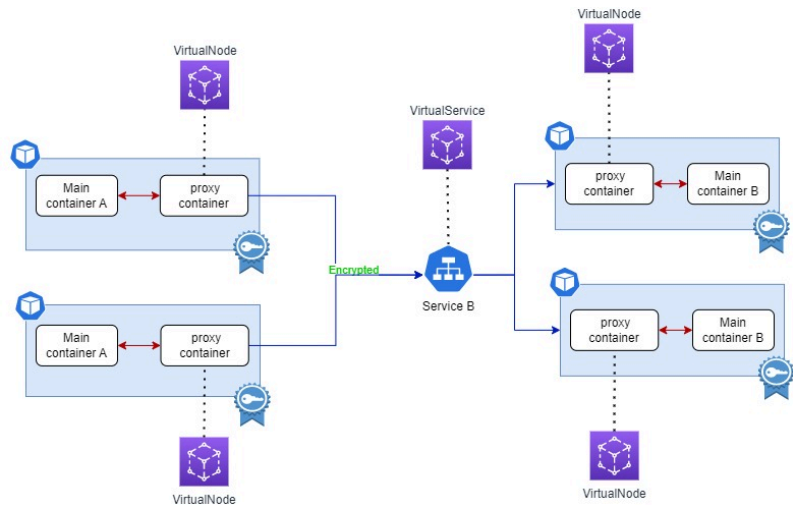 VirtualNode
VirtualNode
VirtualService
Main
container A
proxy
container
proxy
container
Main
container B
Encrypted
Service B
Main
container A
proxy
container
proxy
container
Main
container B
VirtualNode
VirtualNode